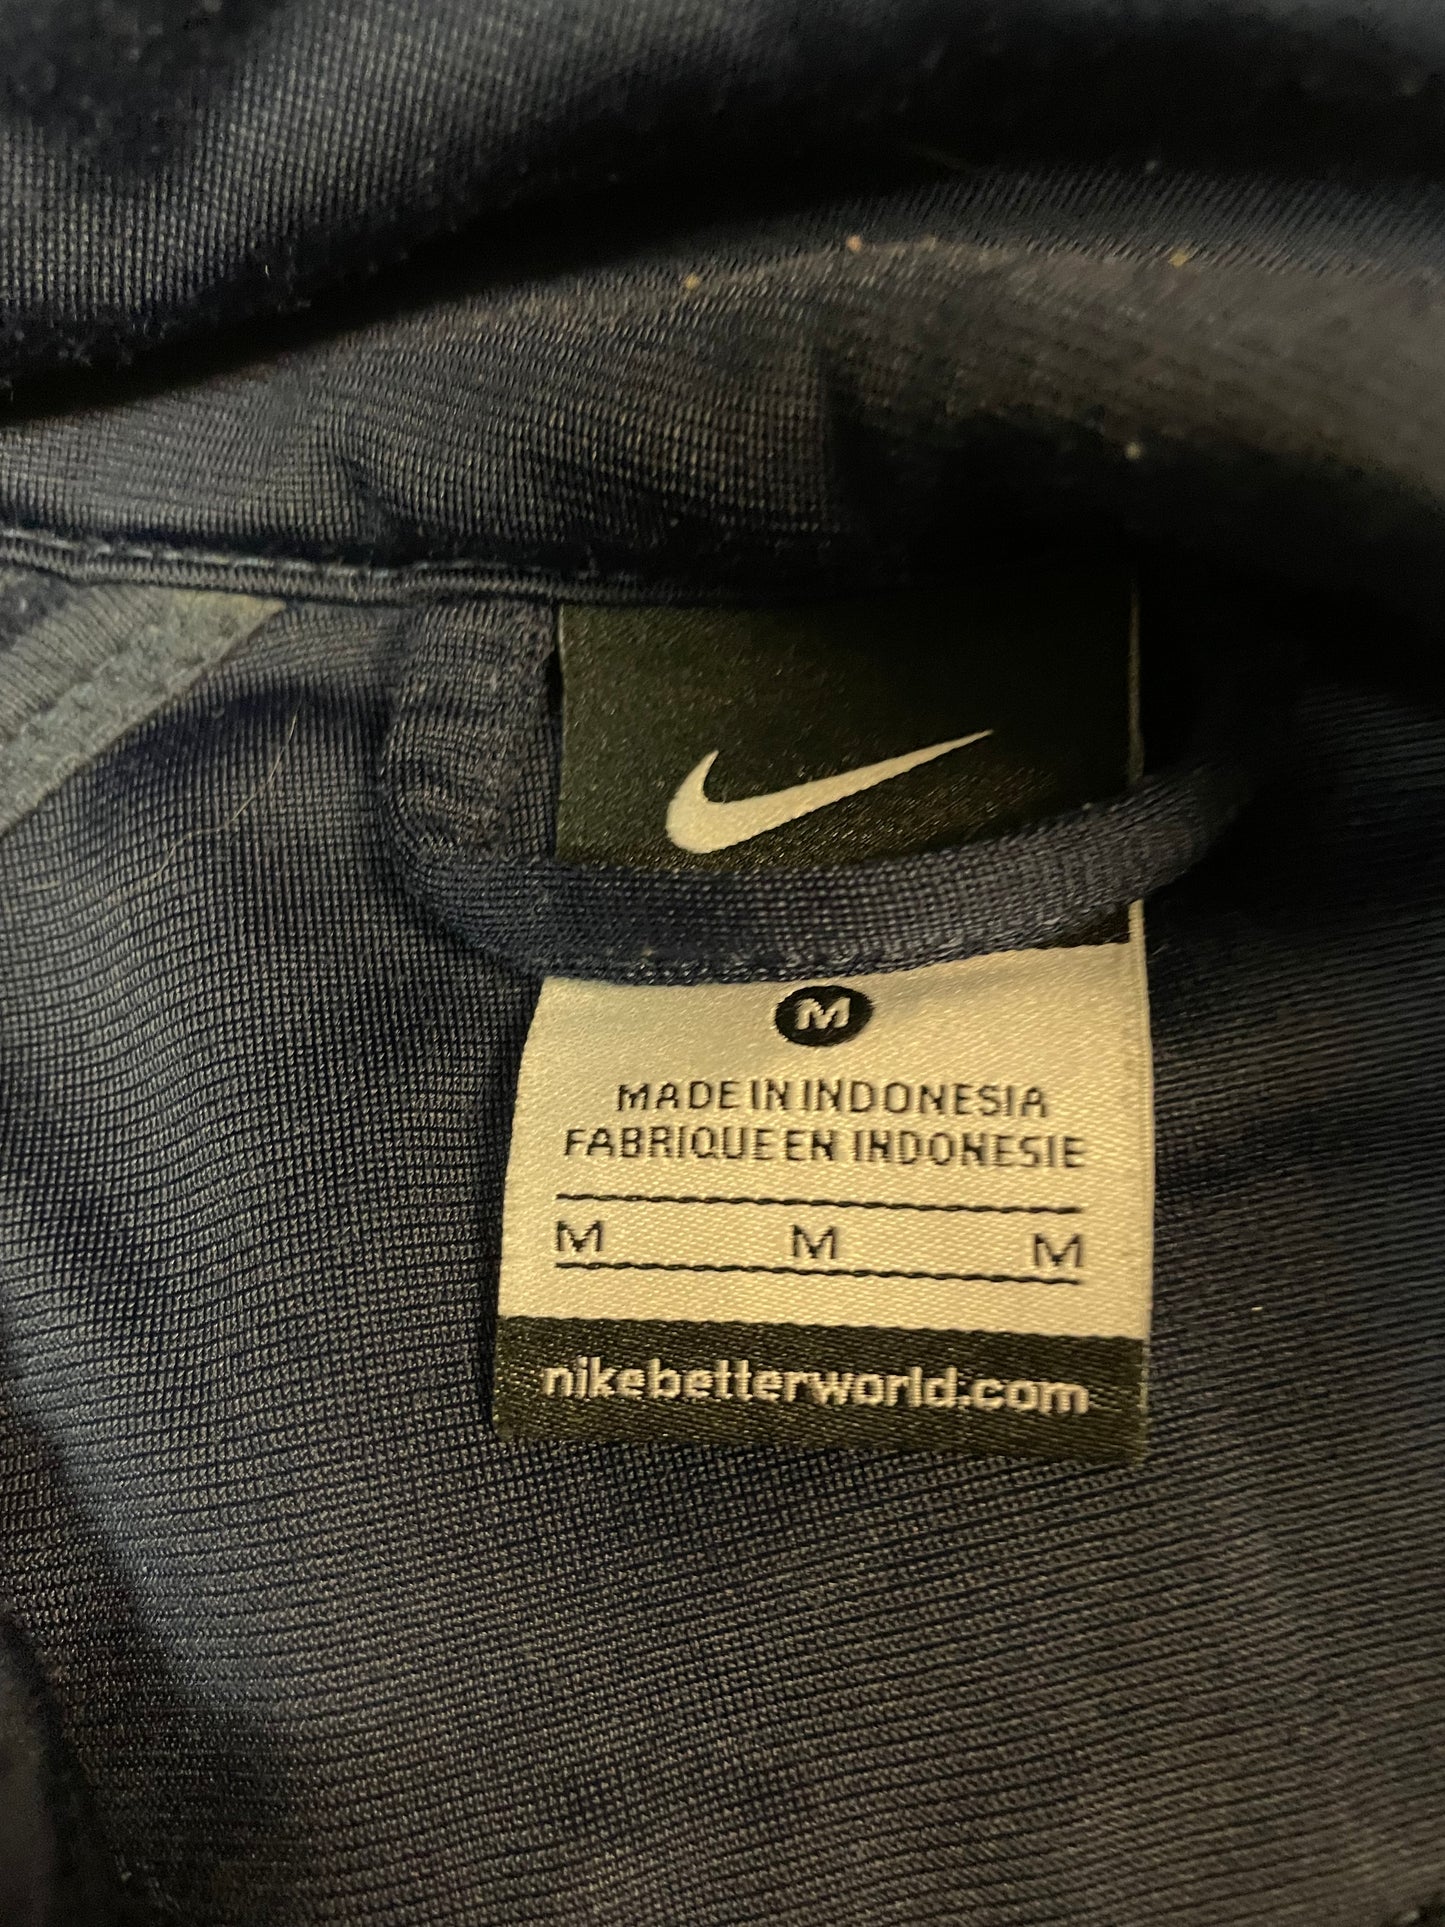 M
MADE IN INDONESIA
FABRIQUE EN INDONESIE
M M M
nikebetterworld.com